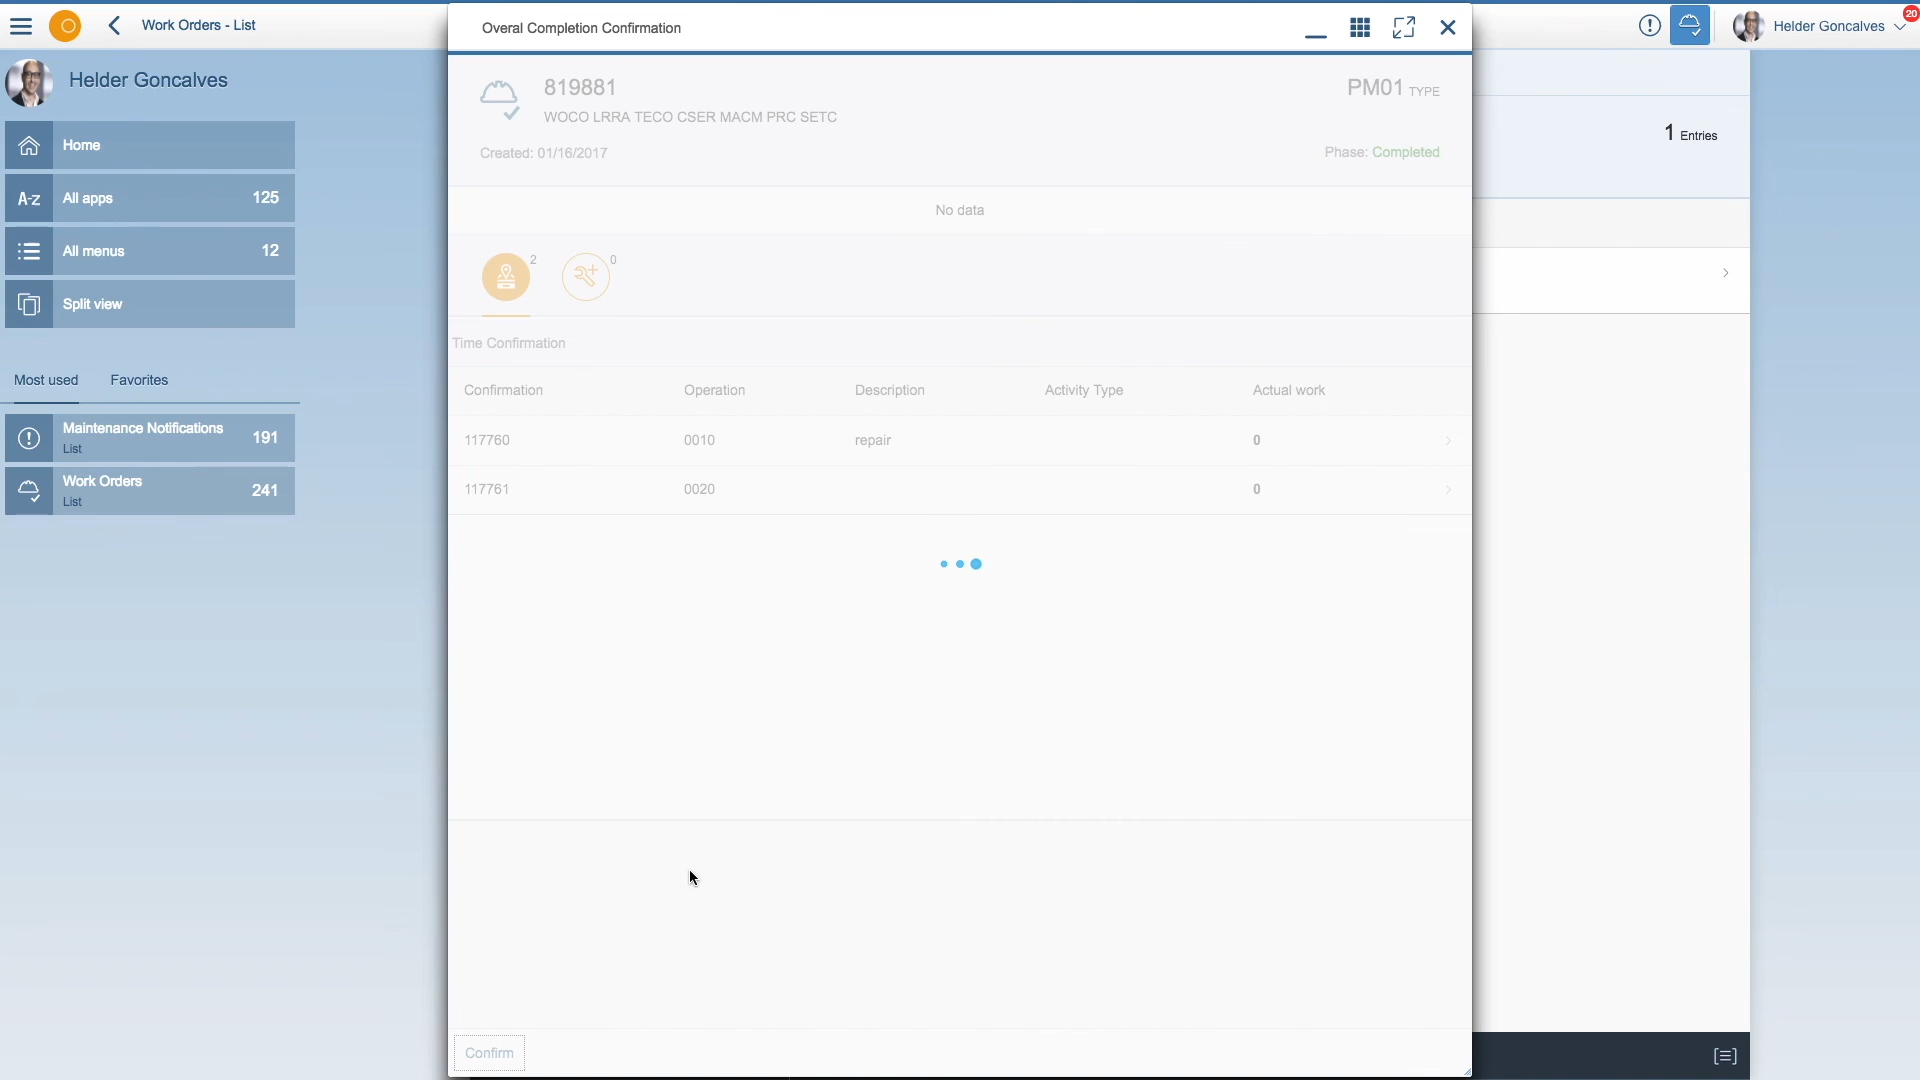 Work Orders - List
Overal Completion Confirmation
Helder Goncalves
20
Helder Goncalves
Home
A-z All apps 125
All menus 12
Split view
Most used Favorites
Maintenance Notifications 191
List
Work Orders 241
List
819881
PM01 TYPE
WOCO LRRA TECO CSER MACM PRC SETC
Created: 01/16/2017
Phase: Completed
No data
2
0
Time Confirmation
Confirmation Operation Description Activity Type Actual work
117760 0010 repair 0
117761 0020 0
Confirm
1 Entries